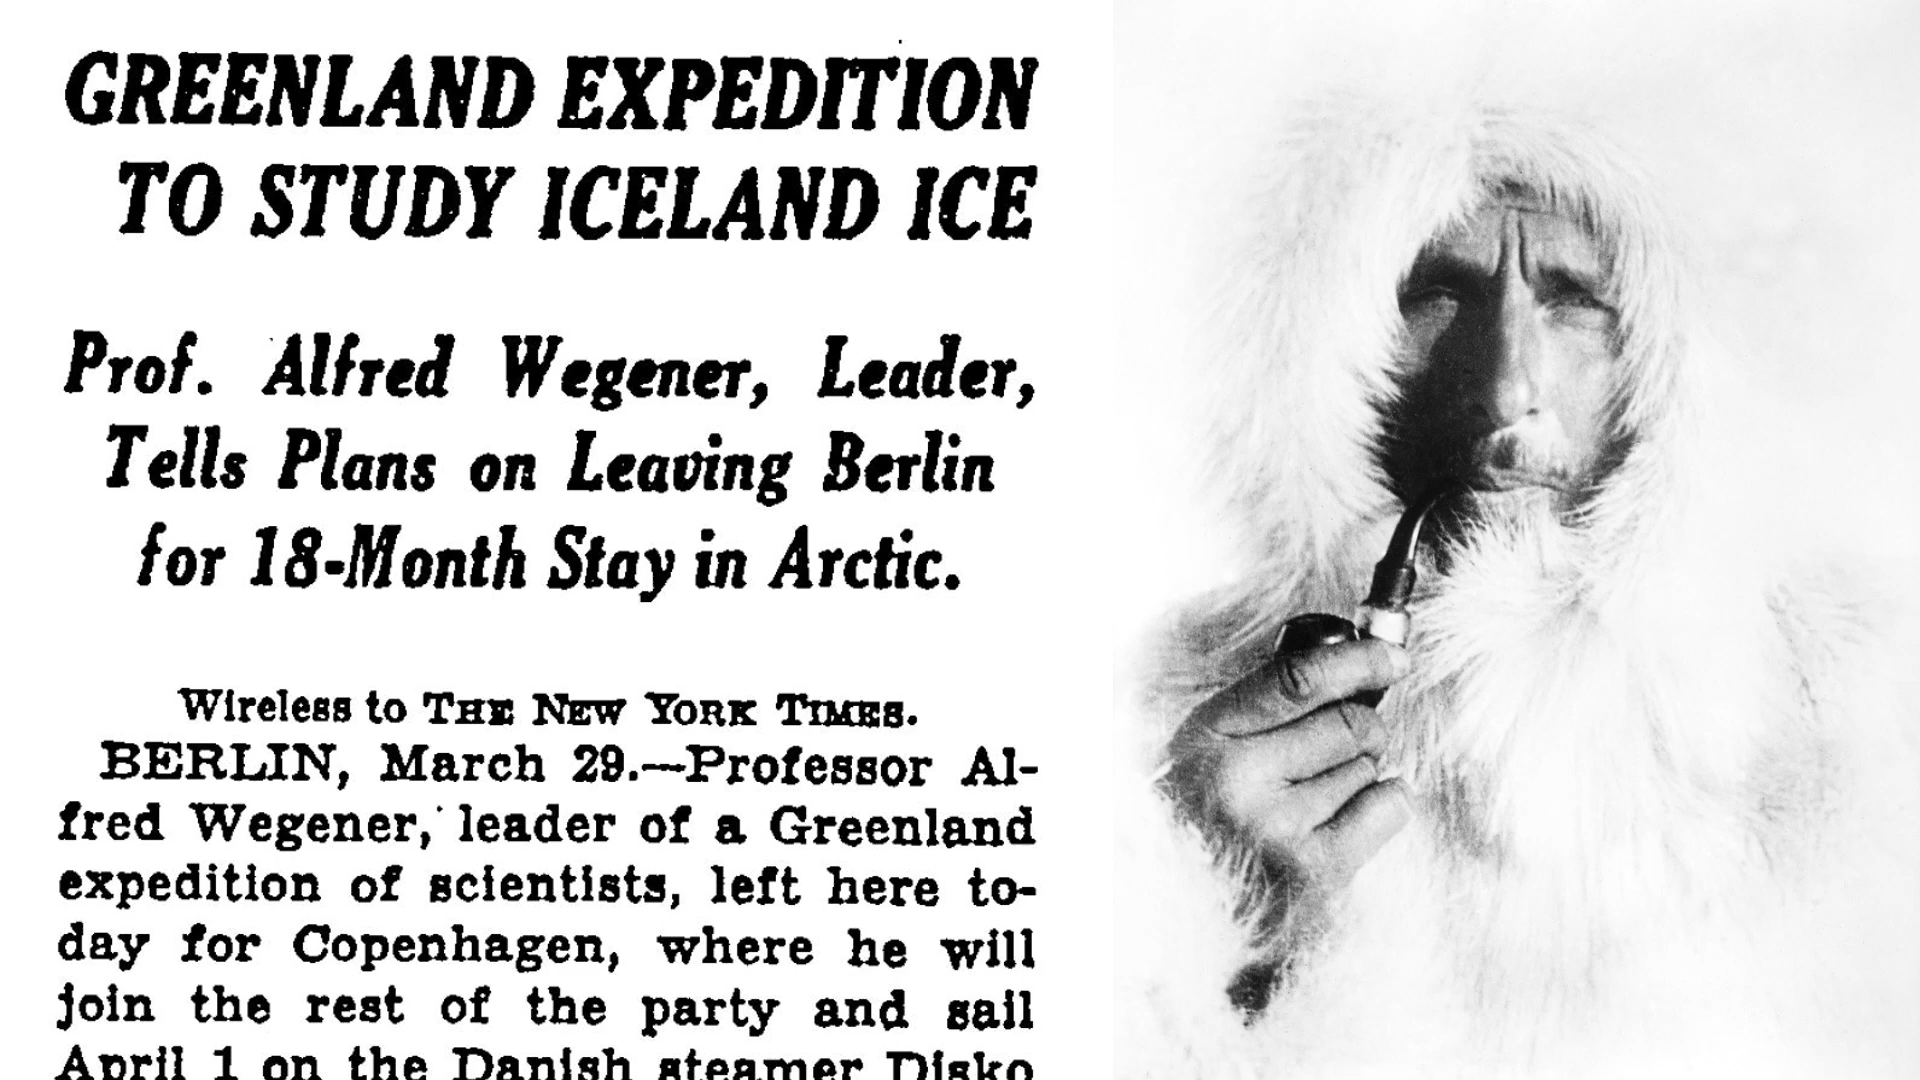 GREENLAND EXPEDITION
TO STUDY ICELAND ICE
Prof. Alfred Wegener, Leader,
Tells Plans on Leaving Berlin
for 18-Month Stay in Arctic.
Wireless to THE NEW YORK TIMES.
BERLIN, March 29.—Professor Al-
fred Wegener, leader of a Greenland
expedition of scientists, left here to-
day for Copenhagen, where he will
join the rest of the party and sail
April 1 on the Danish steamer Disko